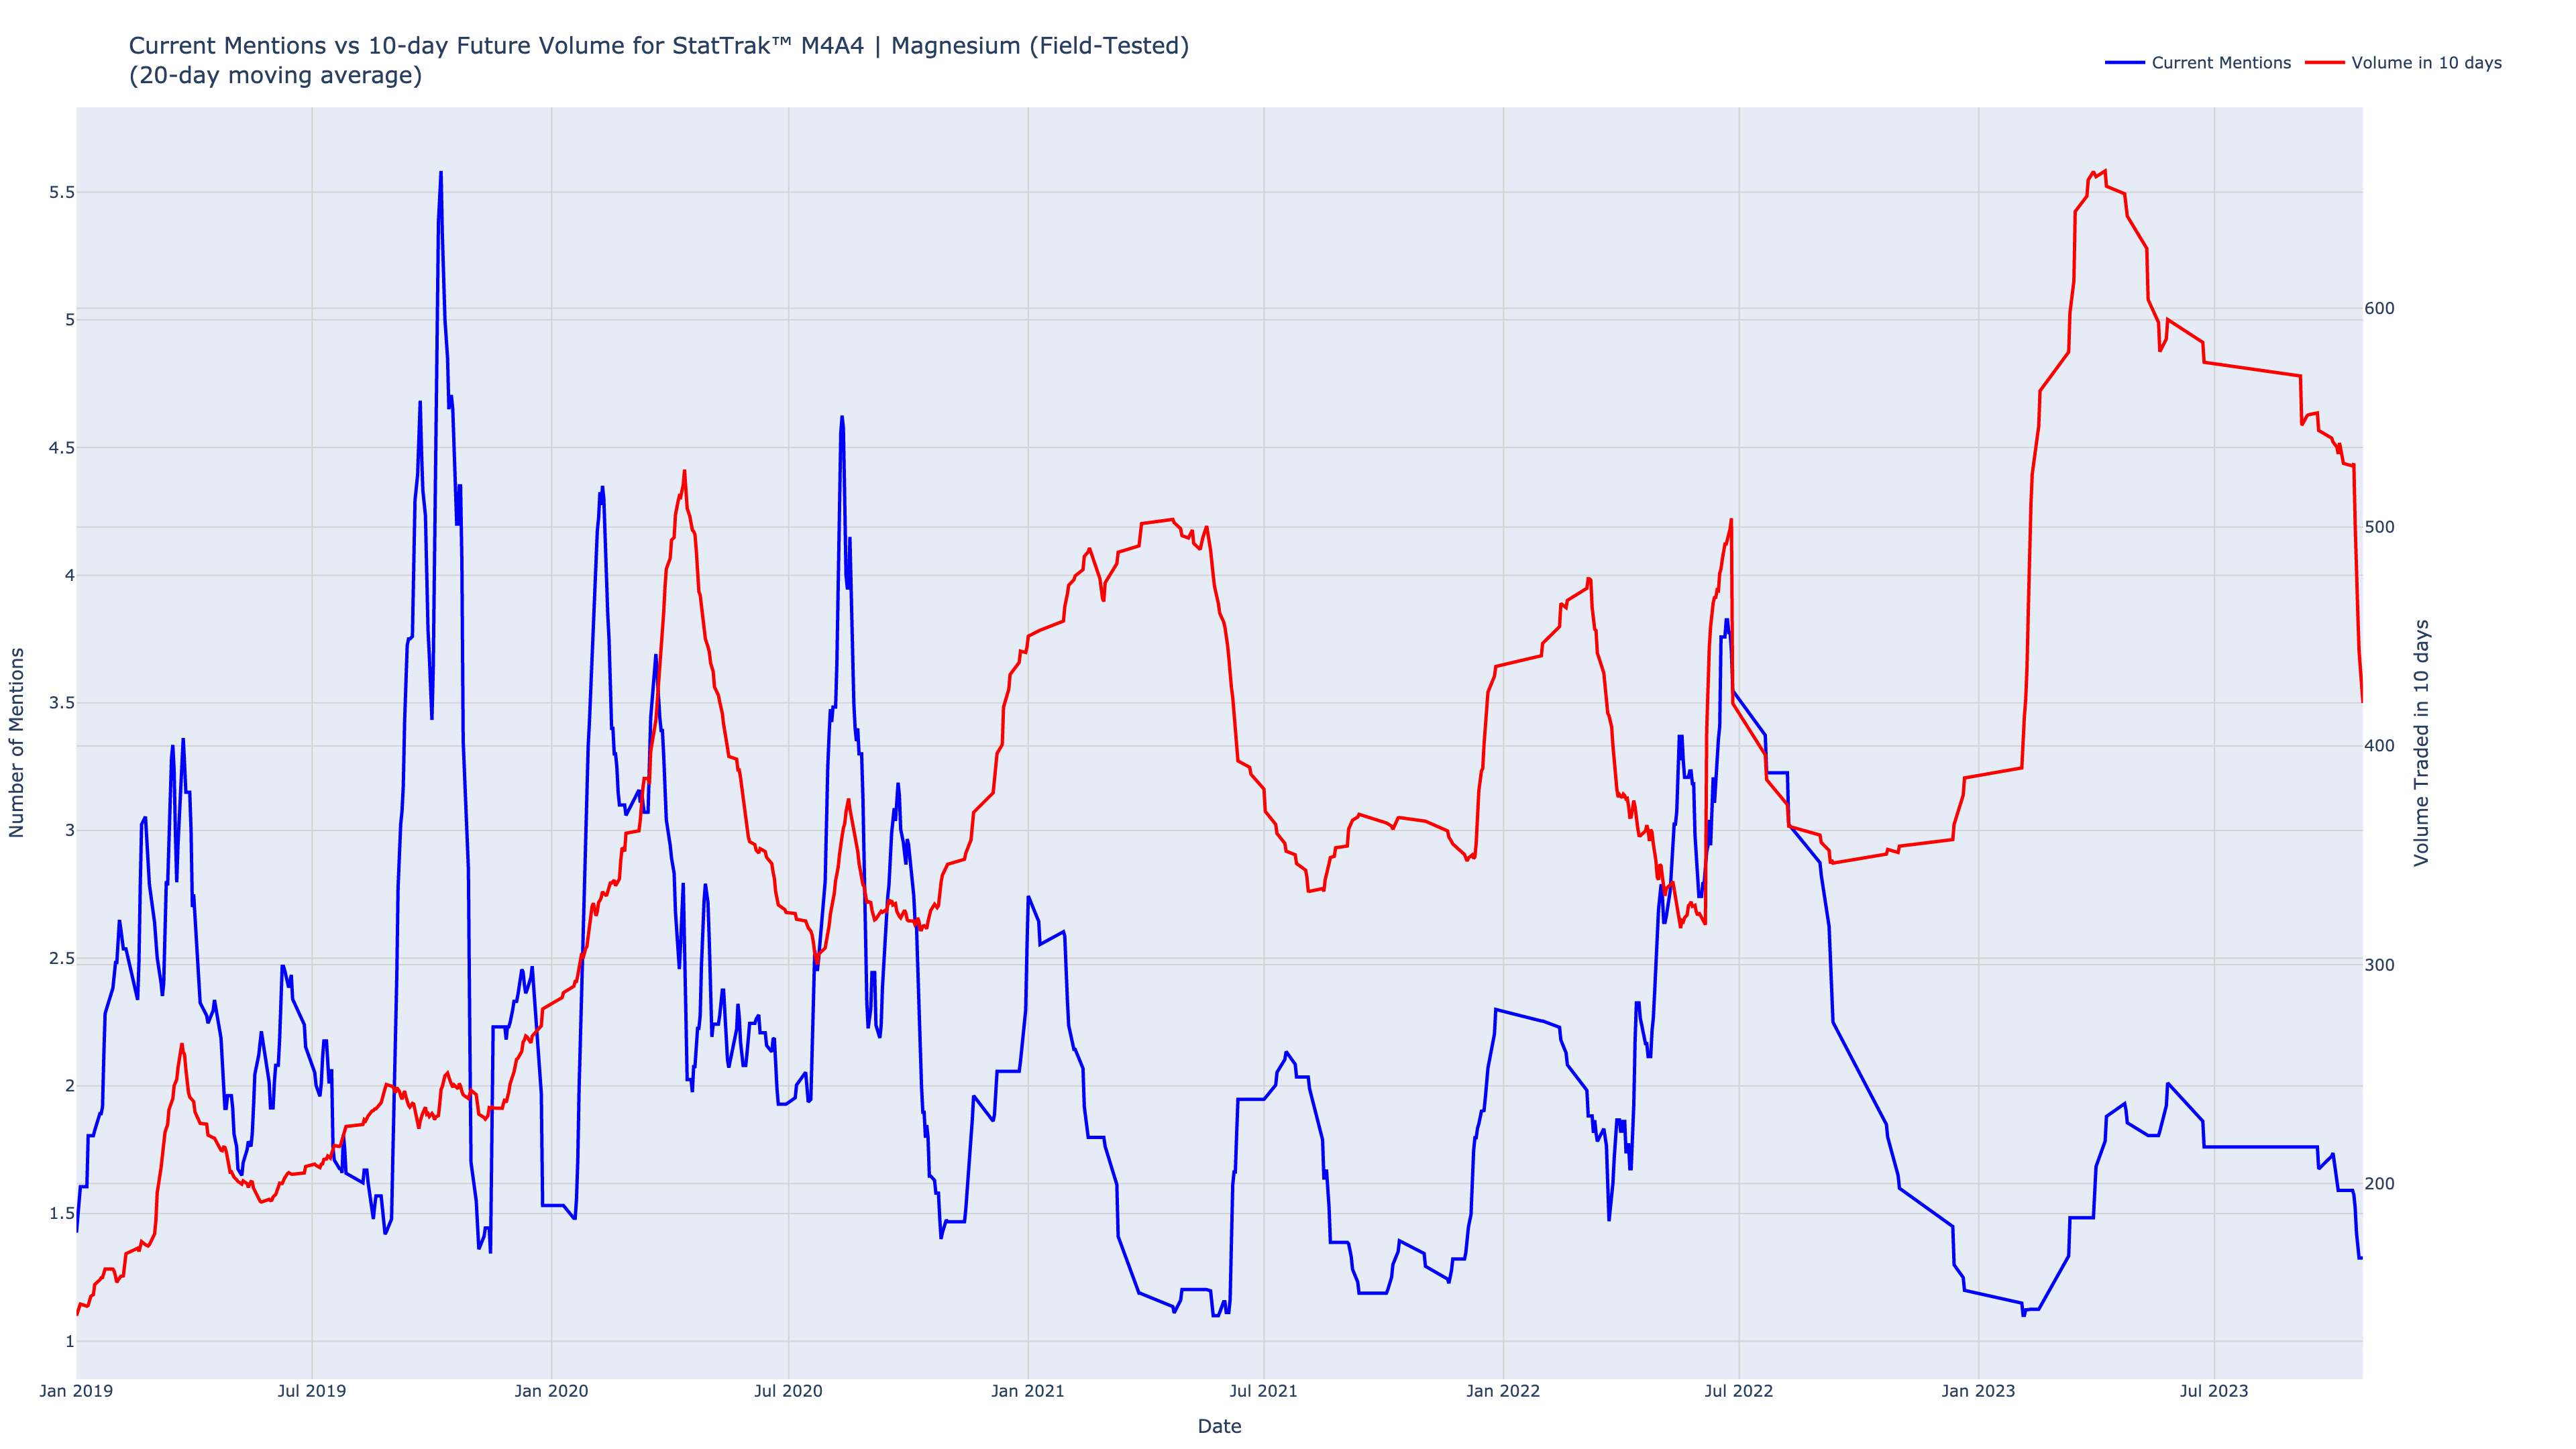 Current Mentions vs 10-day Future Volume for StatTrak™ M4A4 | Magnesium (Field-Tested)
(20-day moving average)
Current Mentions
Volume in 10 days
5.5
5
4.5
4
3.5
3
2.5
2
1.5
1
Number of Mentions
600
500
400
300
200
Volume Traded in 10 days
Jan 2019
Jul 2019
Jan 2020
Jul 2020
Jan 2021
Jul 2021
Jan 2022
Jul 2022
Jan 2023
Jul 2023
Date